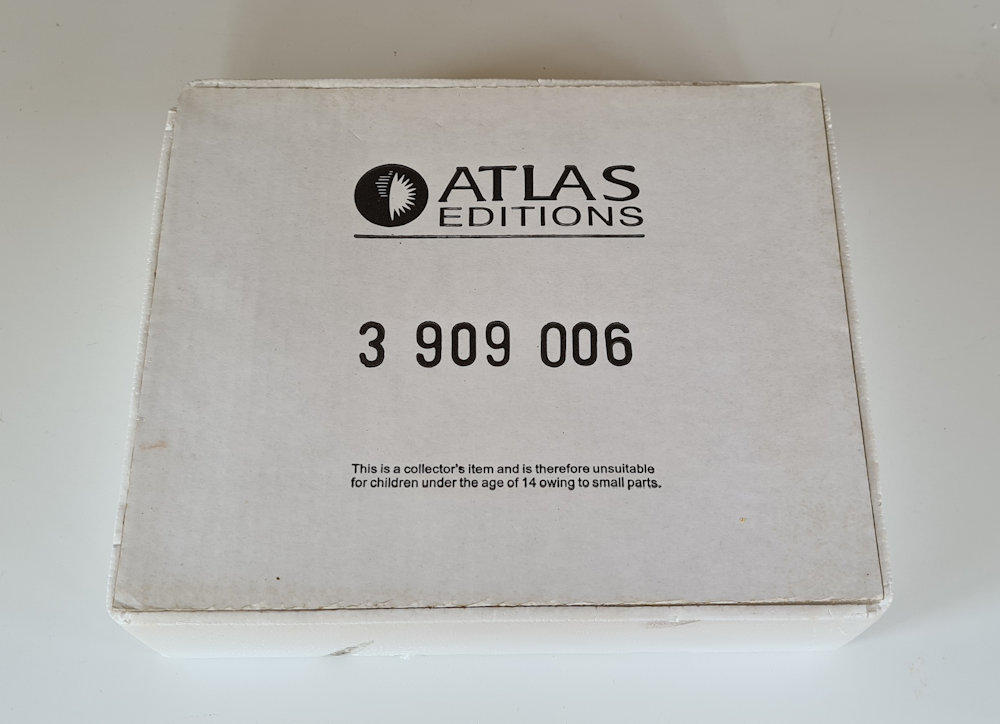 ATLAS
EDITIONS
3 909 006
This is a collector's item and is therefore unsuitable
for children under the age of 14 owing to small parts.